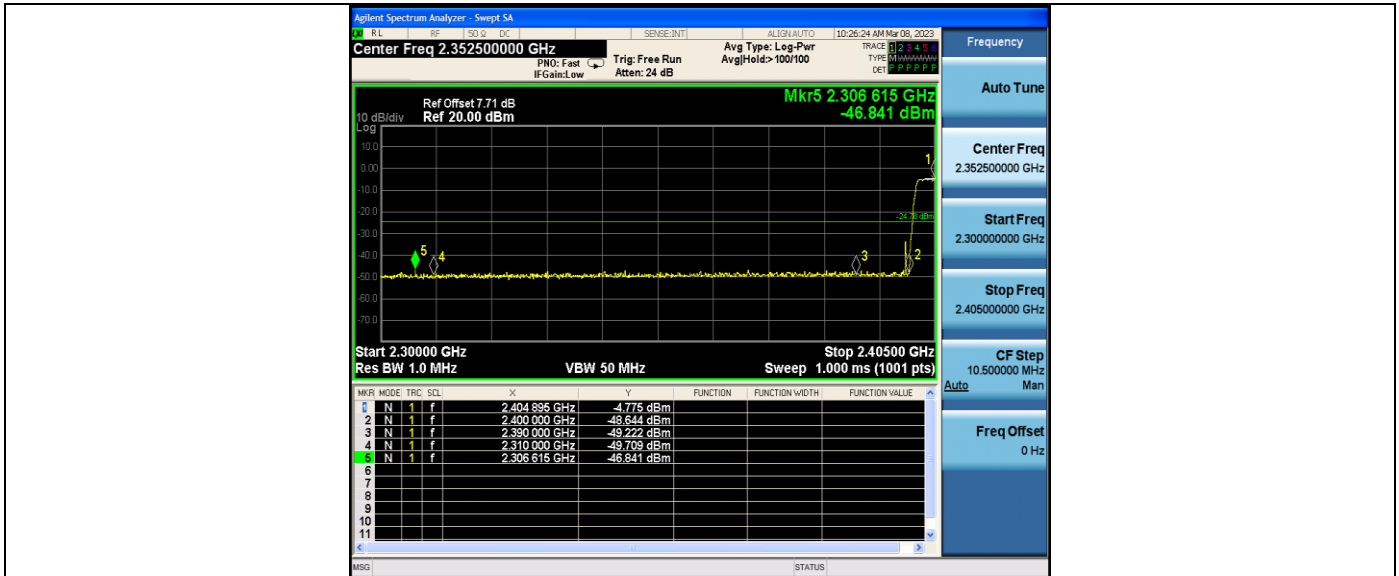 Agilent Spectrum Analyzer - Swept SA
RL RF 50 Ω DC SENSE:INT ALIGNAUTO 10:26:24 AM Mar 08, 2023
Center Freq 2.352500000 GHz
PNO: Fast
IFGain:Low
Trig: Free Run
Atten: 24 dB
Avg Type: Log-Pwr
Avg|Hold:>100/100
TRACE 1 2 3 4 5 6
TYPE M
DET P P P P P P
Frequency
Auto Tune
Center Freq
2.352500000 GHz
Start Freq
2.300000000 GHz
Stop Freq
2.405000000 GHz
CF Step
10.500000 MHz
Auto Man
Freq Offset
0 Hz
Mkr5 2.306 615 GHz
-46.841 dBm
Ref Offset 7.71 dB
10 dB/div Ref 20.00 dBm
Log
10.0
0.00
-10.0
-20.0
-30.0
-40.0
-50.0
-60.0
-70.0
1
-24.78 dBm
5
4
3
2
Start 2.30000 GHz Stop 2.40500 GHz
Res BW 1.0 MHz VBW 50 MHz Sweep 1.000 ms (1001 pts)
MKR MODE TRC SCL X Y FUNCTION FUNCTION WIDTH FUNCTION VALUE
1 N 1 f 2.404 895 GHz -4.775 dBm
2 N 1 f 2.400 000 GHz -48.644 dBm
3 N 1 f 2.390 000 GHz -49.222 dBm
4 N 1 f 2.310 000 GHz -49.709 dBm
5 N 1 f 2.306 615 GHz -46.841 dBm
6
7
8
9
10
11
MSG STATUS